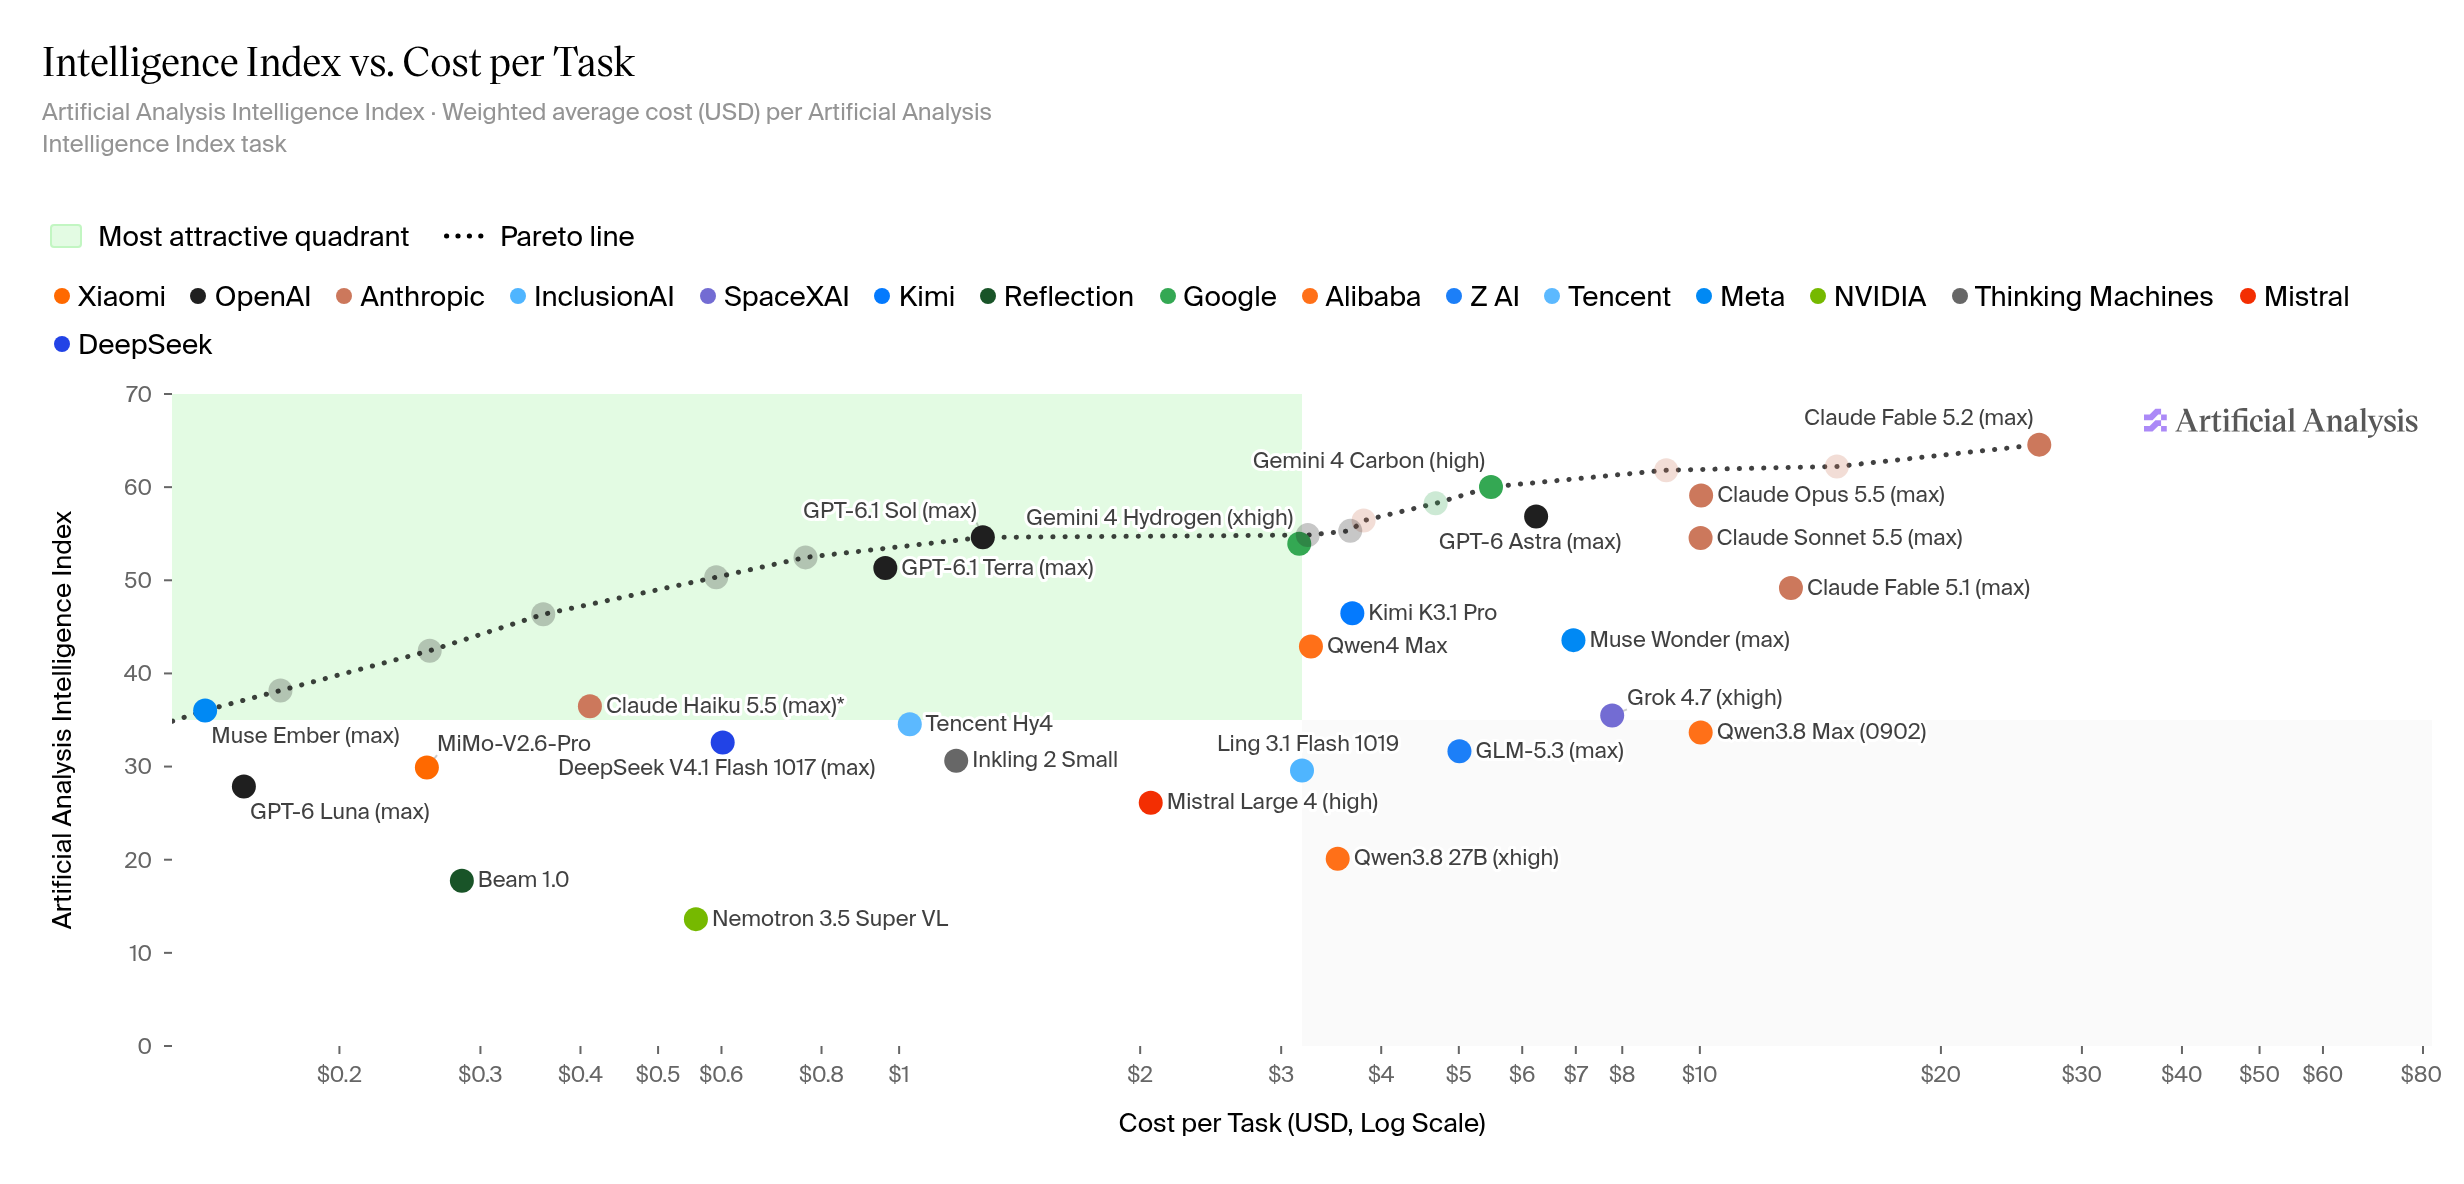 Intelligence Index vs. Cost per Task
Artificial Analysis Intelligence Index · Weighted average cost (USD) per Artificial Analysis
Intelligence Index task
Most attractive quadrant
Pareto line
Xiaomi OpenAI Anthropic InclusionAI SpaceXAI Kimi Reflection Google Alibaba Z AI Tencent Meta NVIDIA Thinking Machines Mistral
DeepSeek
Artificial Analysis Intelligence Index
70
60
50
40
30
20
10
0
Claude Fable 5.2 (max)
Artificial Analysis
Gemini 4 Carbon (high)
Claude Opus 5.5 (max)
GPT-6.1 Sol (max)
Gemini 4 Hydrogen (xhigh)
Claude Sonnet 5.5 (max)
GPT-6 Astra (max)
GPT-6.1 Terra (max)
Claude Fable 5.1 (max)
Kimi K3.1 Pro
Muse Wonder (max)
Qwen4 Max
Grok 4.7 (xhigh)
Claude Haiku 5.5 (max)*
Tencent Hy4
Qwen3.8 Max (0902)
Muse Ember (max)
MiMo-V2.6-Pro
Ling 3.1 Flash 1019
GLM-5.3 (max)
Inkling 2 Small
DeepSeek V4.1 Flash 1017 (max)
Mistral Large 4 (high)
GPT-6 Luna (max)
Qwen3.8 27B (xhigh)
Beam 1.0
Nemotron 3.5 Super VL
$0.2 $0.3 $0.4 $0.5 $0.6 $0.8 $1 $2 $3 $4 $5 $6 $7 $8 $10 $20 $30 $40 $50 $60 $80
Cost per Task (USD, Log Scale)